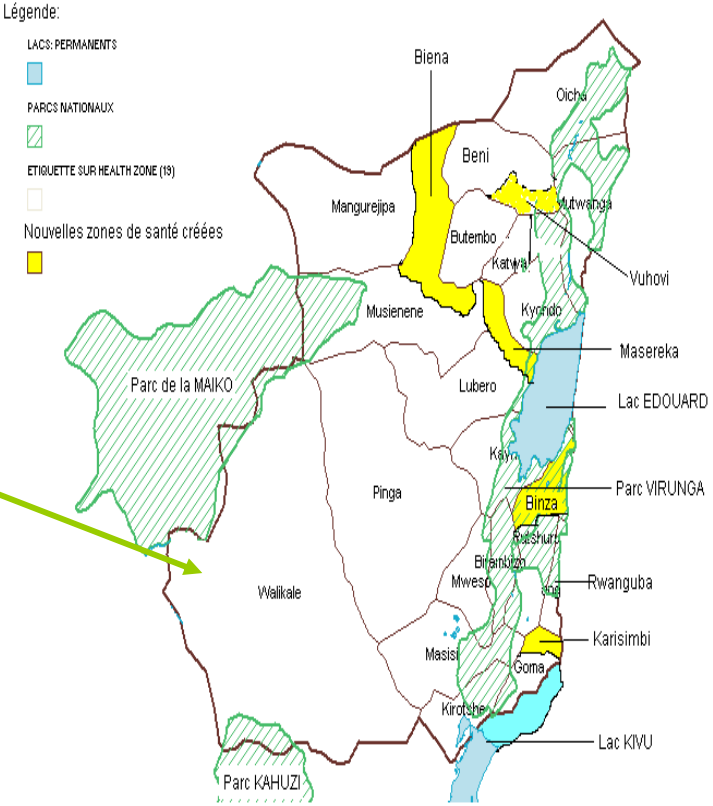 Légende:
LACS: PERMANENTS
PARCS NATIONAUX
ETIQUETTE SUR HEALTH ZONE (19)
Nouvelles zones de santé créées
Biena
Oicha
Beni
Mangurejipa
Mutwanga
Butembo
Katwa
Vuhovi
Musienene
Kyondo
Masereka
Parc de la MAIKO
Lubero
Lac EDOUARD
Kayn
Parc VIRUNGA
Pinga
Binza
Birambizo
Mweso
Rwanguba
Walikale
Karisimbi
Masisi
Goma
Kirotshe
Lac KIVU
Parc KAHUZI